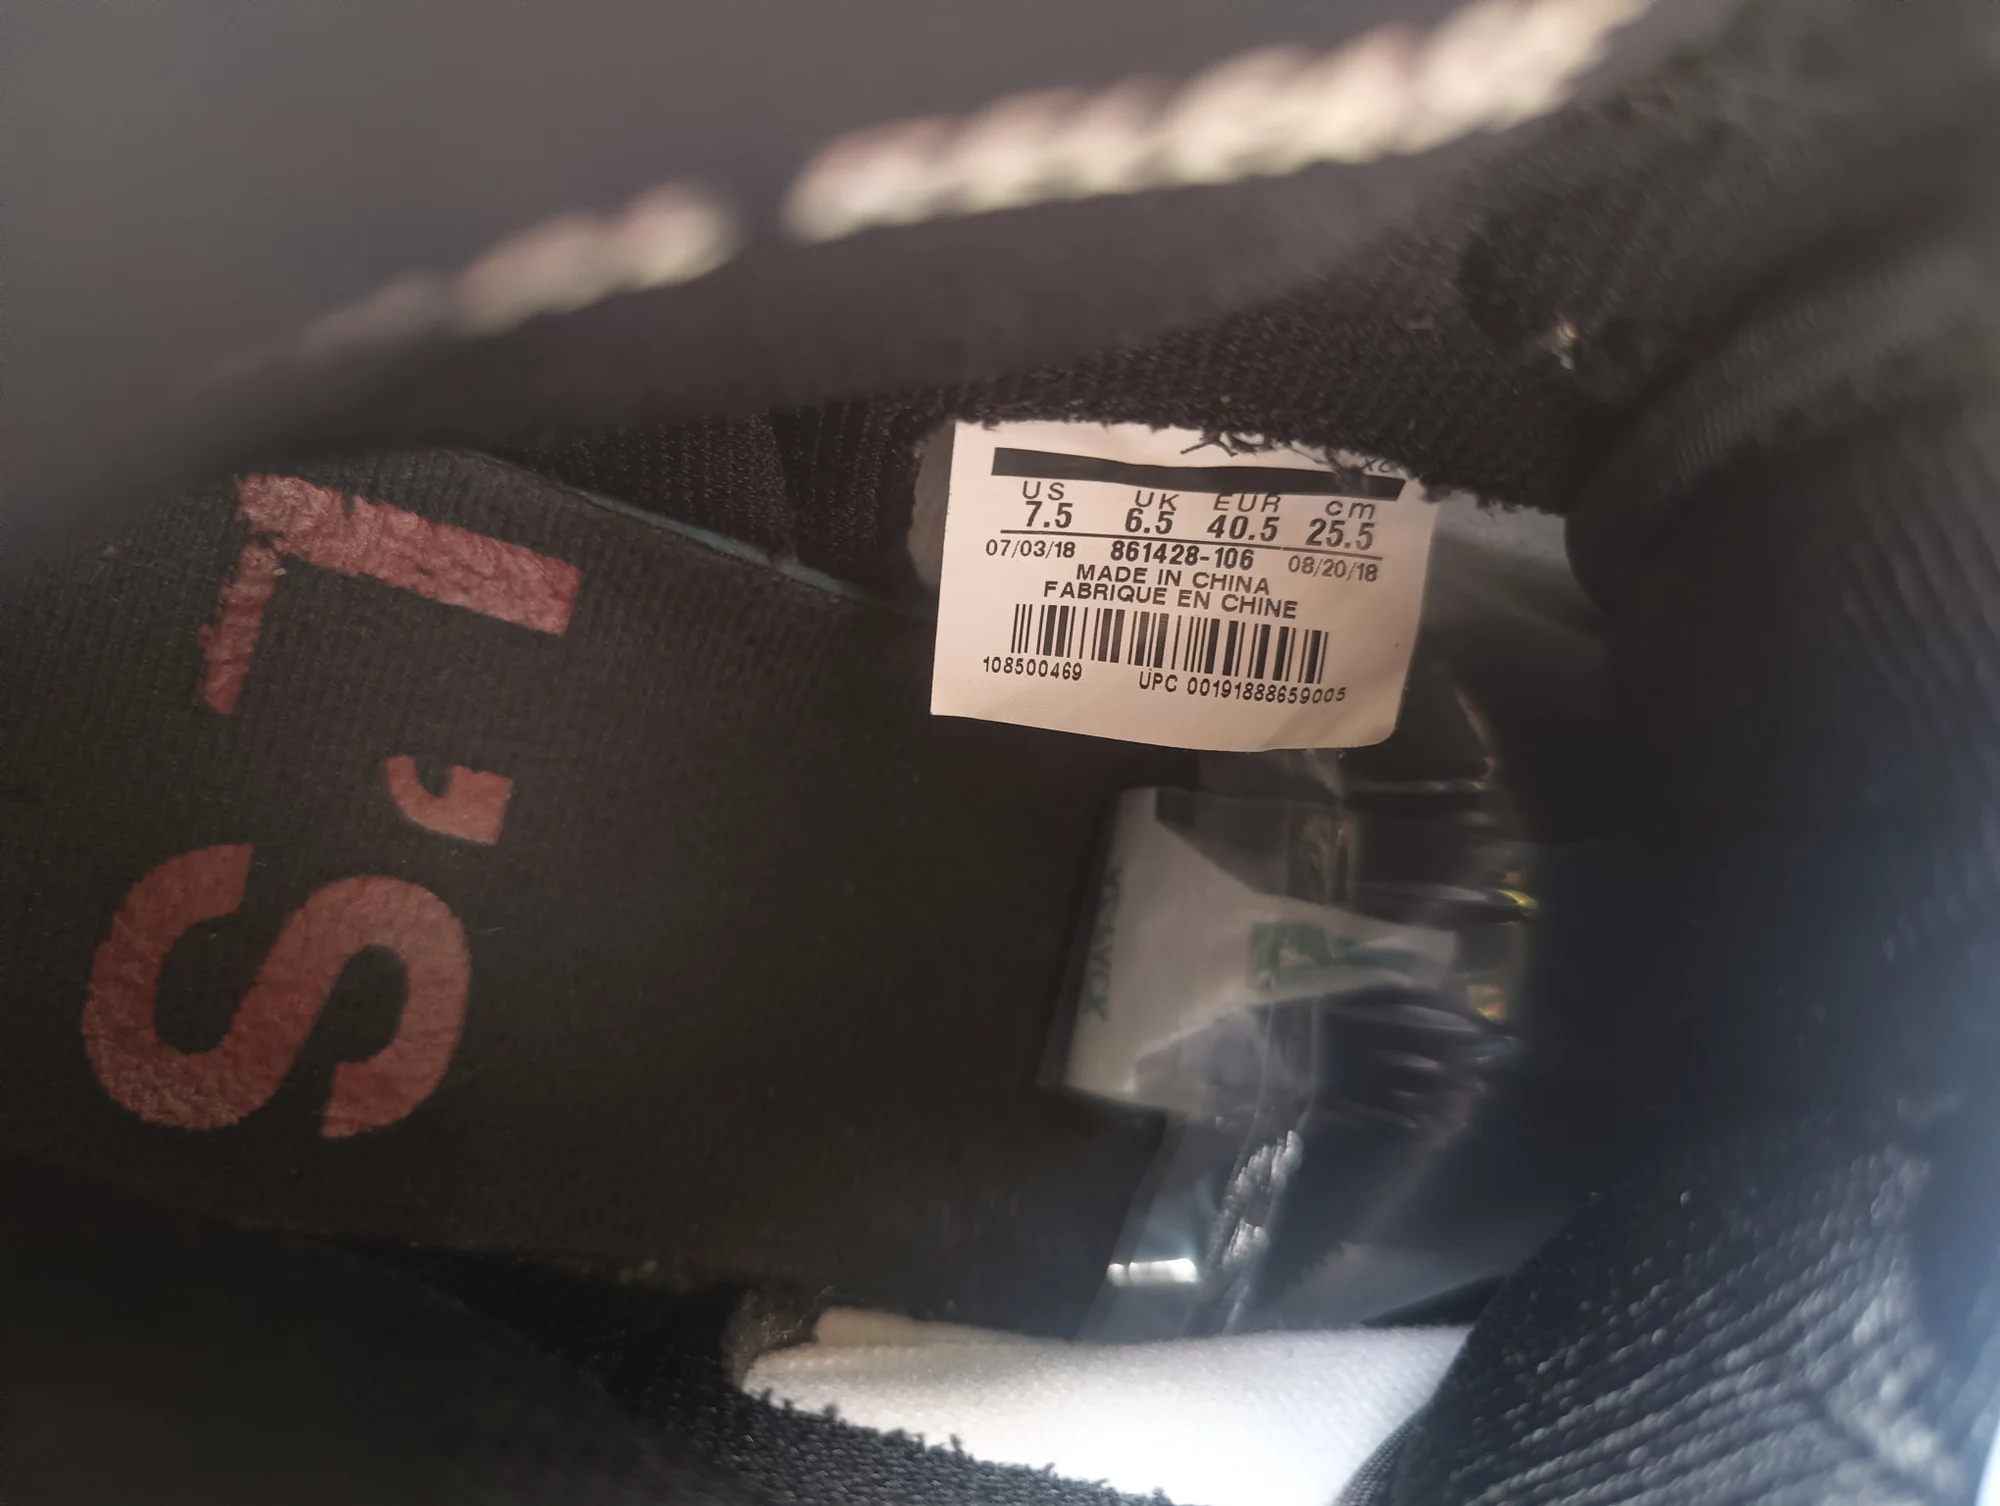 US UK EUR cm
7.5 6.5 40.5 25.5
07/03/18 861428-106 08/20/18
MADE IN CHINA
FABRIQUE EN CHINE
108500469 UPC 00191888659005